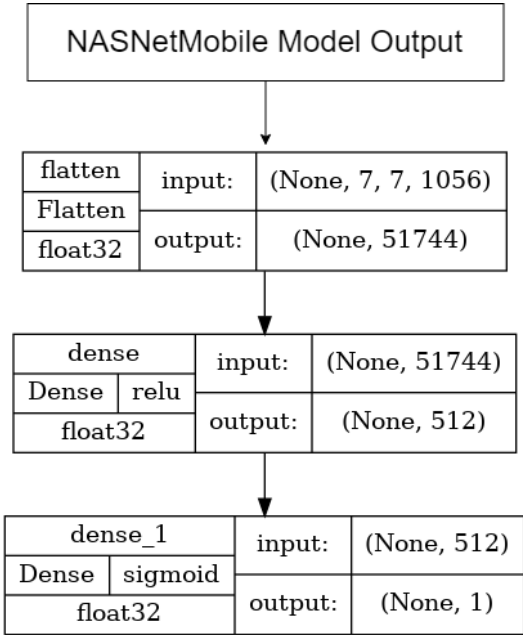 NASNetMobile Model Output
flatten
Flatten
float32
input:
(None, 7, 7, 1056)
output:
(None, 51744)
dense
Dense
relu
float32
input:
(None, 51744)
output:
(None, 512)
dense_1
Dense
sigmoid
float32
input:
(None, 512)
output:
(None, 1)